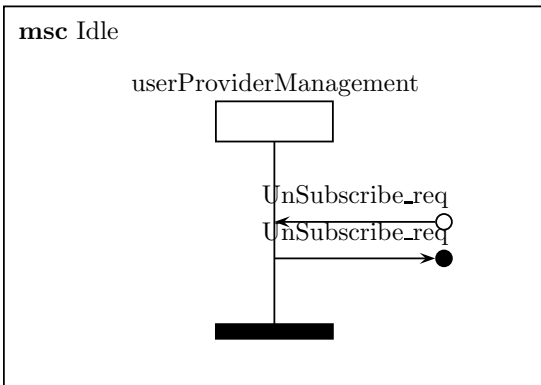 msc Idle
userProviderManagement
UnSubscribe_req
UnSubscribe_req